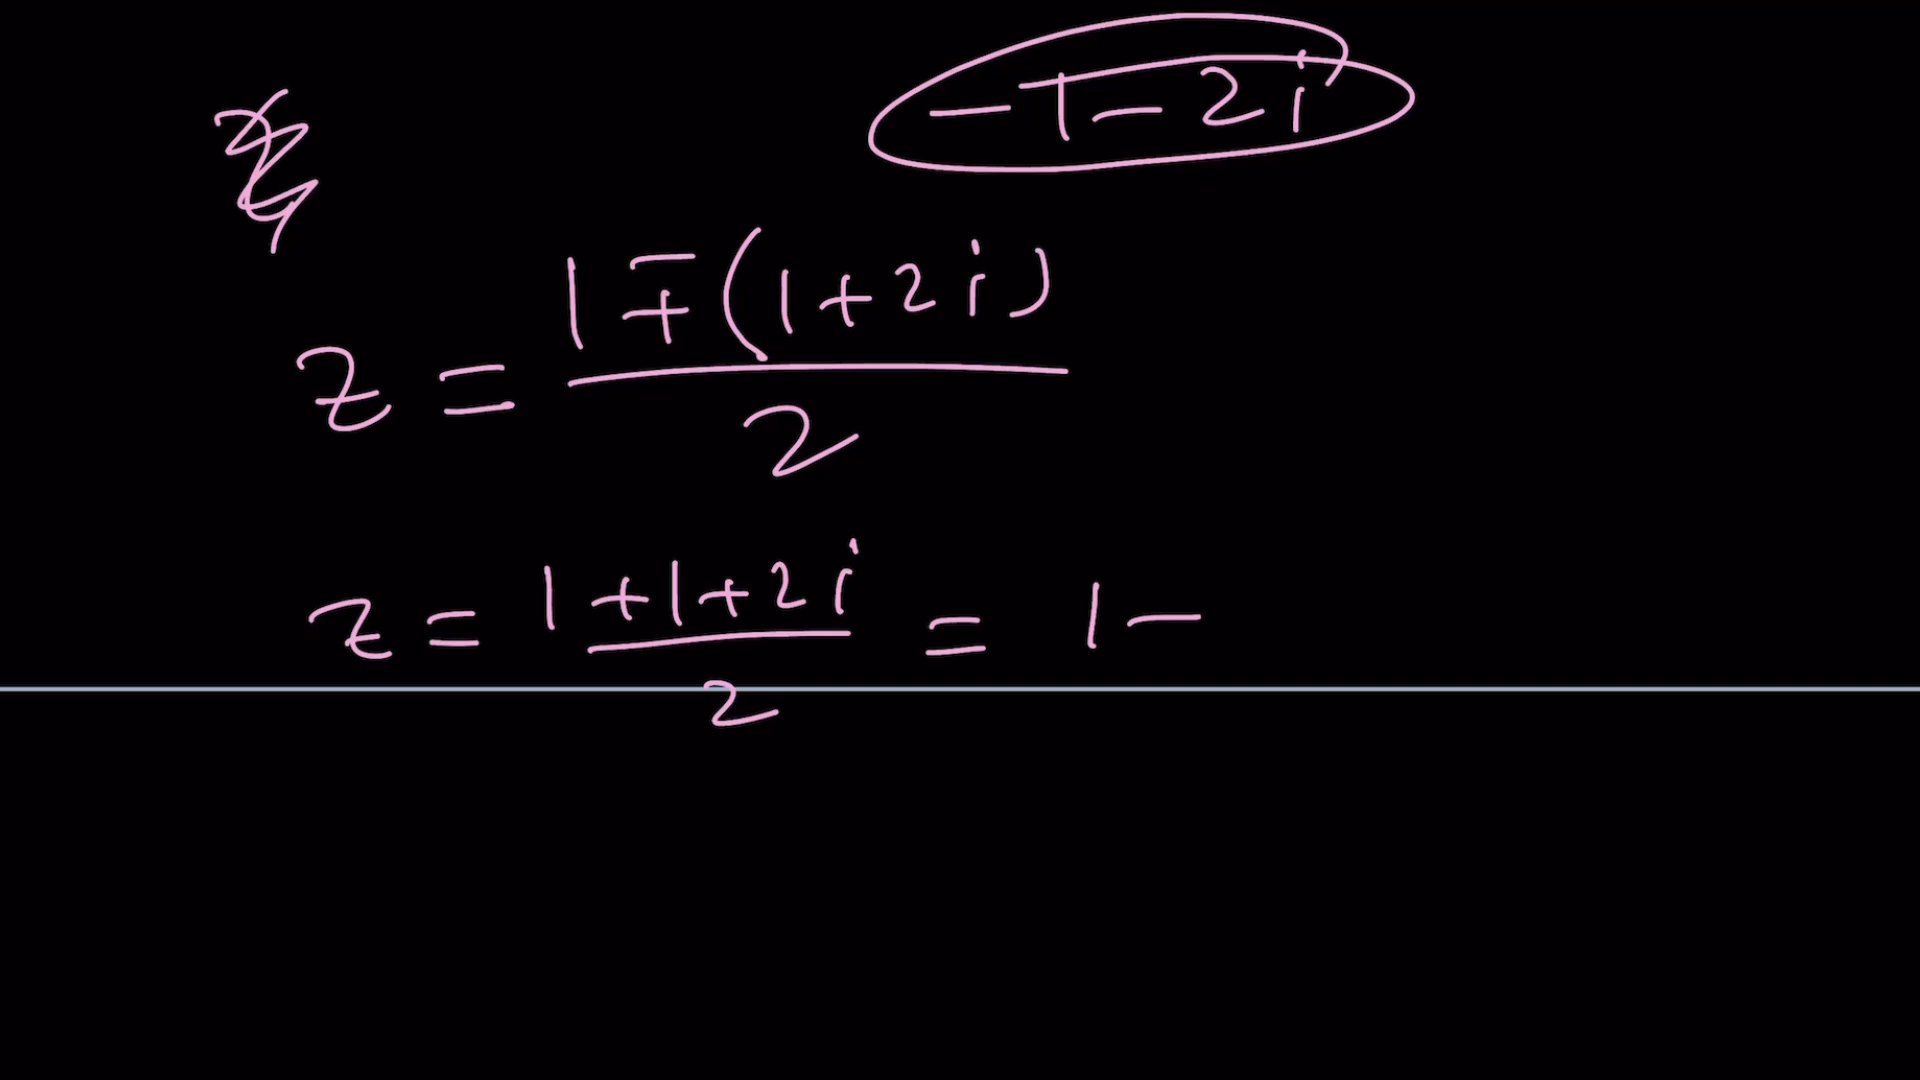 -1-2i
z = (1∓(1+2i))/2
z = (1+1+2i)/2 = 1-